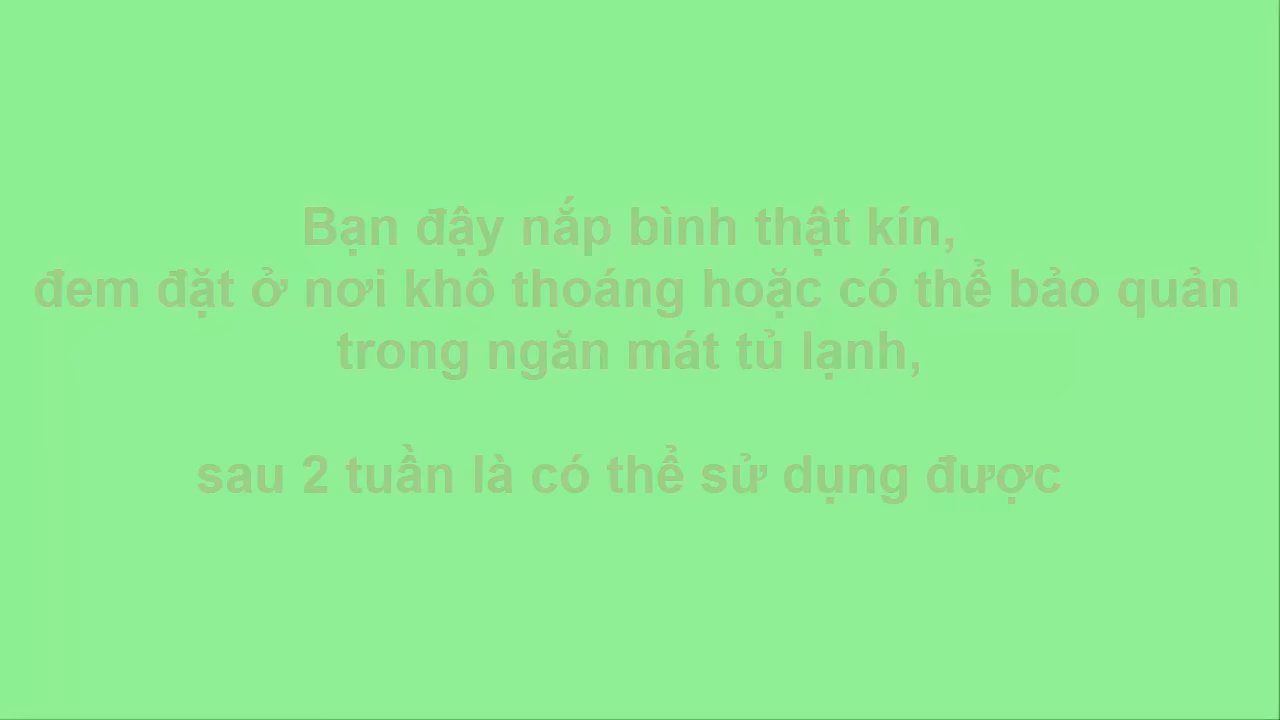 Bạn đậy nắp bình thật kín,
đem đặt ở nơi khô thoáng hoặc có thể bảo quản
trong ngăn mát tủ lạnh,
sau 2 tuần là có thể sử dụng được